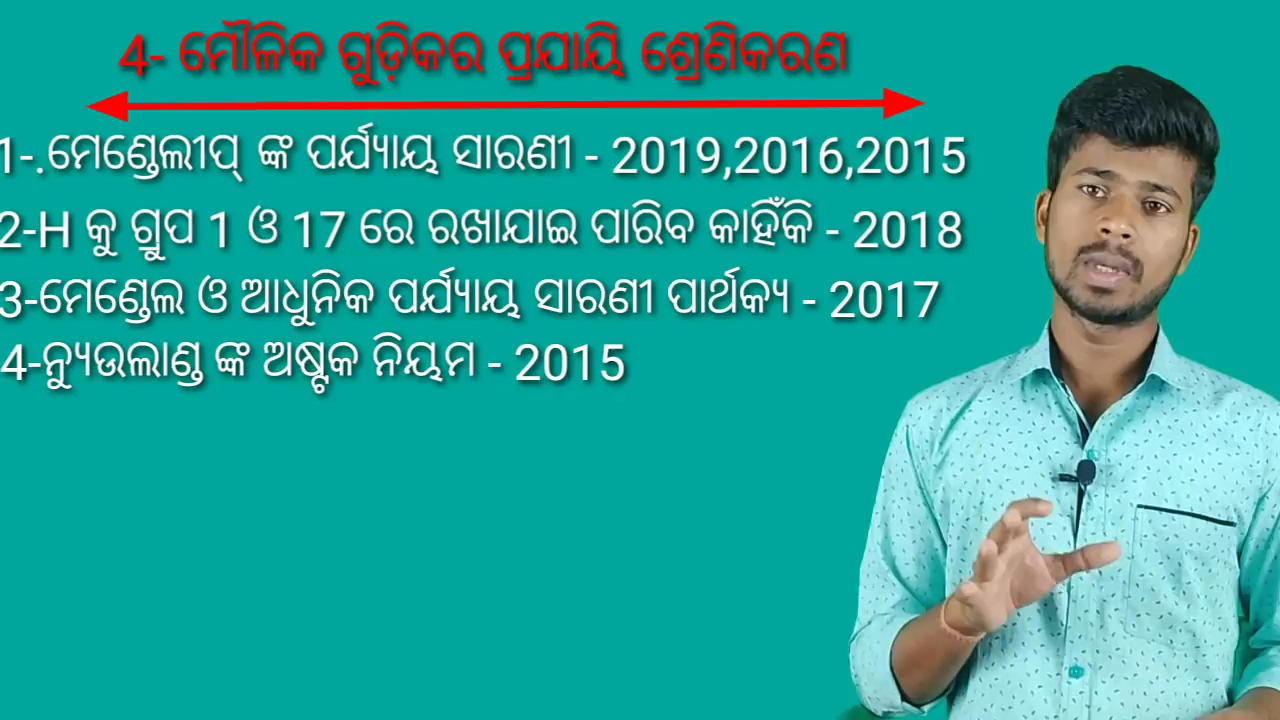 4- ମୌଳିକ ଗୁଡ଼ିକର ପ୍ରଯାୟି ଶ୍ରେଣିକରଣ
1-.ମେଣ୍ଡେଲୀପ୍ ଙ୍କ ପର୍ଯ୍ୟାୟ ସାରଣୀ - 2019,2016,2015
2-H କୁ ଗ୍ରୁପ 1 ଓ 17 ରେ ରଖାଯାଇ ପାରିବ କାହିଁକି - 2018
3-ମେଣ୍ଡେଲ ଓ ଆଧୁନିକ ପର୍ଯ୍ୟାୟ ସାରଣୀ ପାର୍ଥକ୍ୟ - 2017
4-ନ୍ୟୁଉଲାଣ୍ଡ ଙ୍କ ଅଷ୍ଟକ ନିୟମ - 2015